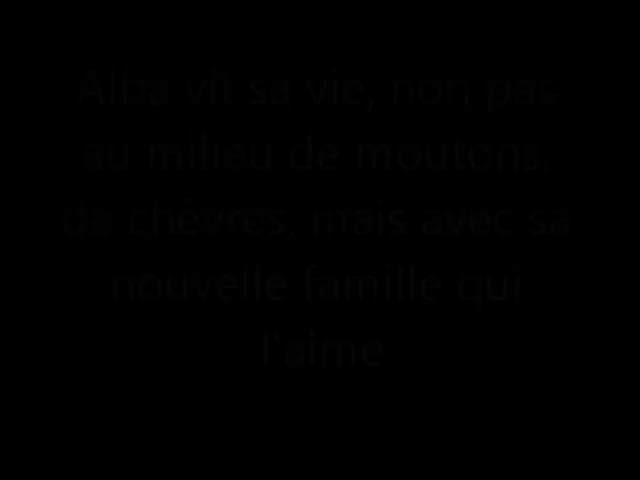 Alba vit sa vie, non pas
au milieu de moutons,
de chèvres, mais avec sa
nouvelle famille qui
l'aime